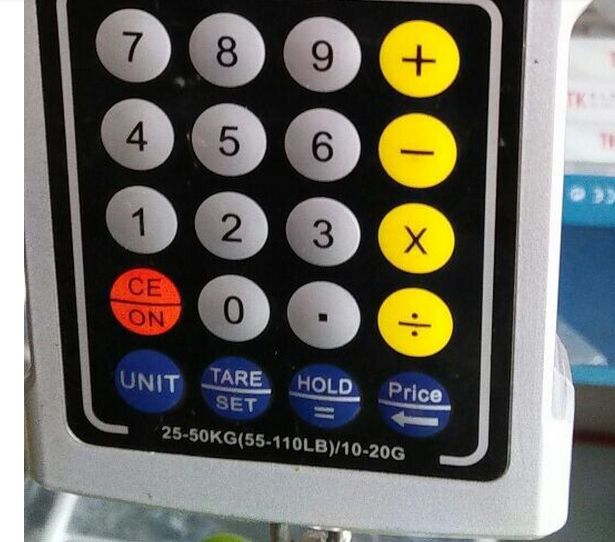 7 8 9 +
4 5 6 −
1 2 3 X
CE
ON
0 . ÷
UNIT
TARE
SET
HOLD
=
Price
←
25-50KG(55-110LB)/10-20G